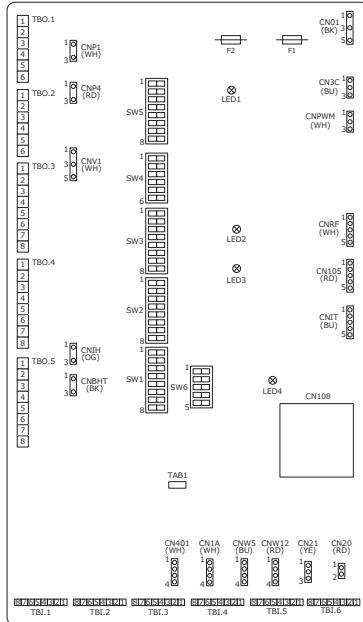 TBO.1
1
2
3
4
5
6
TBO.2
1
2
3
4
5
6
TBO.3
1
2
3
4
5
6
7
8
TBO.4
1
2
3
4
5
6
7
8
TBO.5
1
2
3
4
5
6
7
8
CNP1
(WH)
1
3
CNP4
(RD)
1
3
CNV1
(WH)
1
3
5
CNIH
(OG)
1
3
CNBHT
(BK)
1
3
SW5
1
8
SW4
1
6
SW3
1
8
SW2
1
8
SW1
1
8
SW6
1
5
F2
F1
LED1
LED2
LED3
LED4
CN01
(BK)
1
3
5
CN3C
(BU)
1
3
CNPWM
(WH)
1
3
CNRF
(WH)
1
5
CN105
(RD)
1
5
CNIT
(BU)
1
5
CN108
TAB1
CN401
(WH)
1
4
CN1A
(WH)
1
4
CNW5
(BU)
1
4
CNW12
(RD)
1
4
CN21
(YE)
1
3
CN20
(RD)
1
2
87654321
87654321
87654321
87654321
87654321
87654321
TBI.1
TBI.2
TBI.3
TBI.4
TBI.5
TBI.6